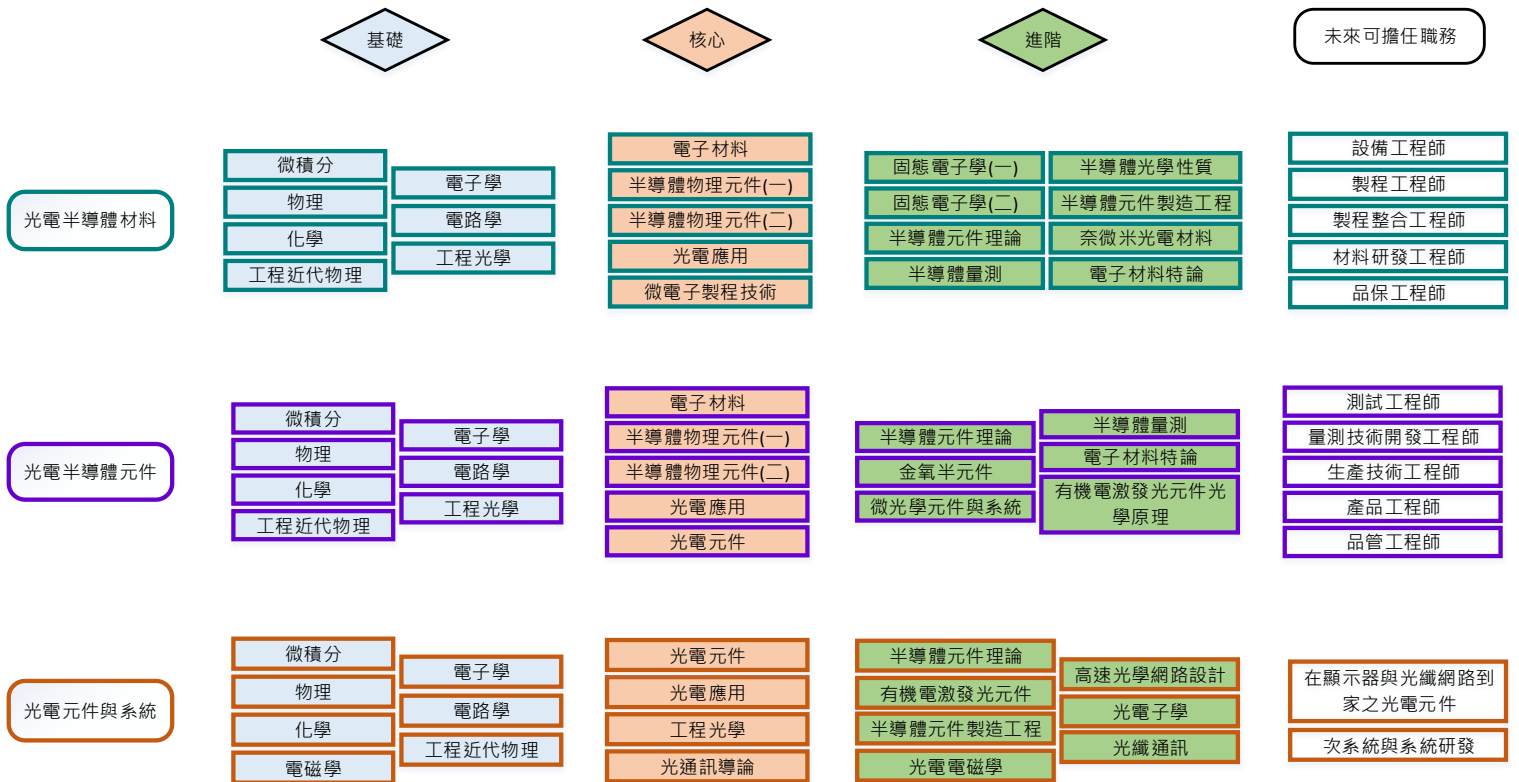 基礎
核心
進階
未來可擔任職務
光電半導體材料
微積分
物理
化學
工程近代物理
電子學
電路學
工程光學
電子材料
半導體物理元件(一)
半導體物理元件(二)
光電應用
微電子製程技術
固態電子學(一)
固態電子學(二)
半導體元件理論
半導體量測
半導體光學性質
半導體元件製造工程
奈微米光電材料
電子材料特論
設備工程師
製程工程師
製程整合工程師
材料研發工程師
品保工程師
光電半導體元件
微積分
物理
化學
工程近代物理
電子學
電路學
工程光學
電子材料
半導體物理元件(一)
半導體物理元件(二)
光電應用
光電元件
半導體元件理論
金氧半元件
微光學元件與系統
半導體量測
電子材料特論
有機電激發光元件光
學原理
測試工程師
量測技術開發工程師
生產技術工程師
產品工程師
品管工程師
光電元件與系統
微積分
物理
化學
電磁學
電子學
電路學
工程近代物理
光電元件
光電應用
工程光學
光通訊導論
半導體元件理論
有機電激發光元件
半導體元件製造工程
光電電磁學
高速光學網路設計
光電子學
光纖通訊
在顯示器與光纖網路到
家之光電元件
次系統與系統研發